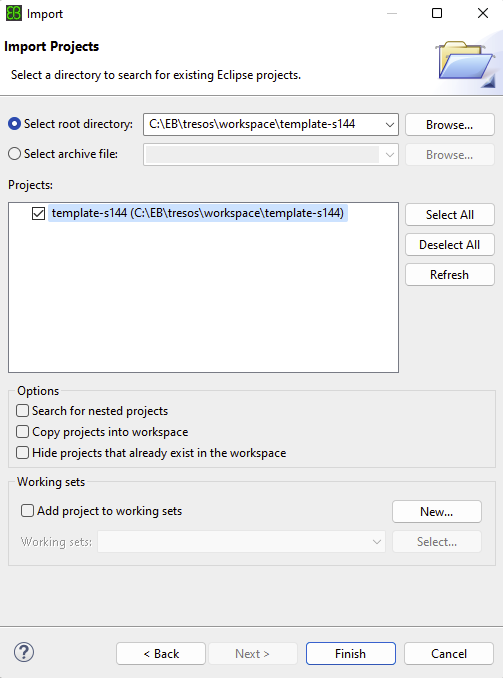 Import
Import Projects
Select a directory to search for existing Eclipse projects.
Select root directory: C:\EB\tresos\workspace\template-s144 Browse...
Select archive file: Browse...
Projects:
template-s144 (C:\EB\tresos\workspace\template-s144)
Select All
Deselect All
Refresh
Options
Search for nested projects
Copy projects into workspace
Hide projects that already exist in the workspace
Working sets
Add project to working sets New...
Working sets: Select...
? < Back Next > Finish Cancel